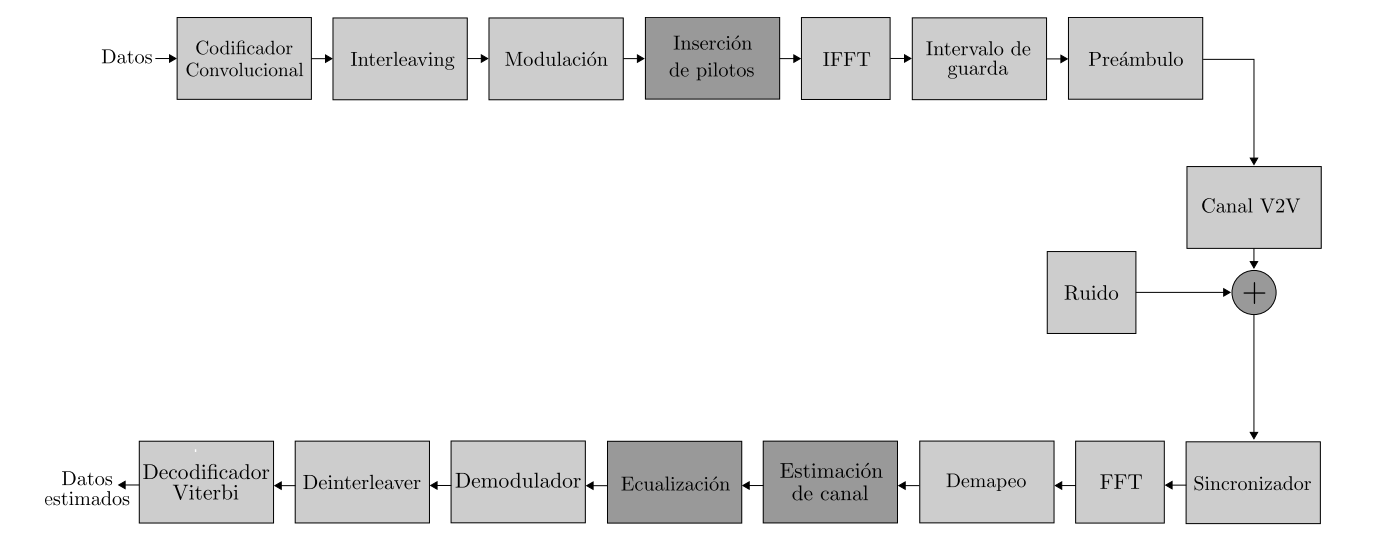 Datos
Codificador
Convolucional
Interleaving
Modulación
Inserción
de pilotos
IFFT
Intervalo de
guarda
Preámbulo
Canal V2V
Ruido
+
Sincronizador
FFT
Demapeo
Estimación
de canal
Ecualización
Demodulador
Deinterleaver
Decodificador
Viterbi
Datos
estimados